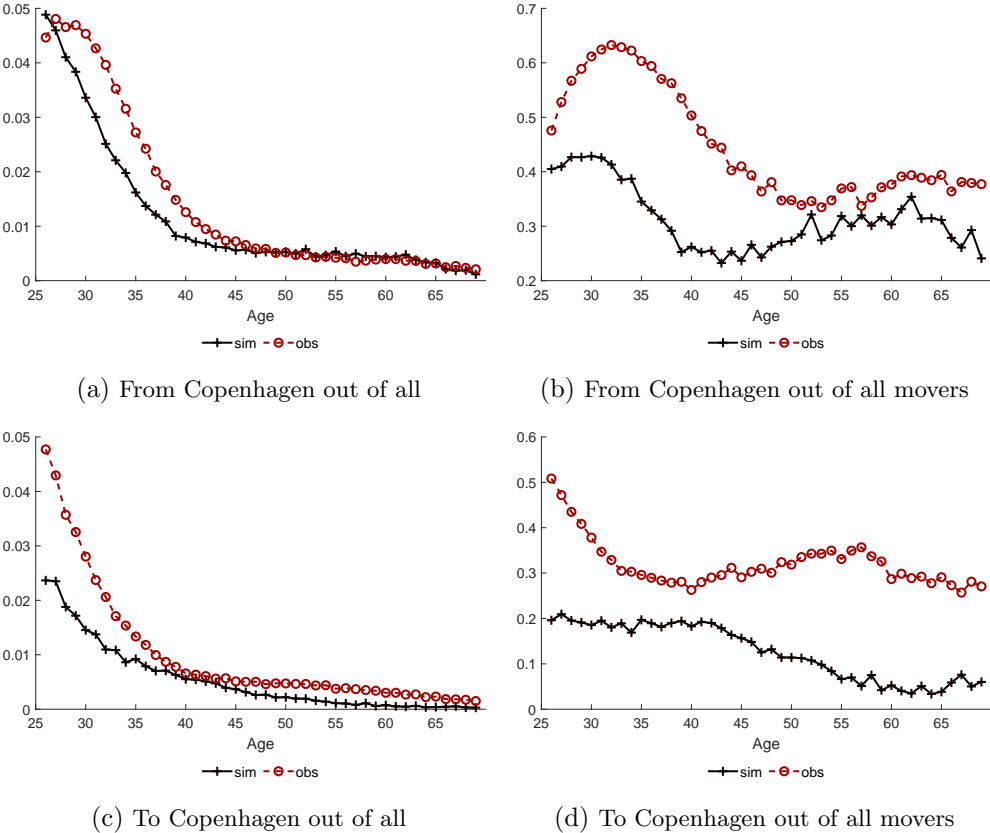 0.05
0.04
0.03
0.02
0.01
0
25 30 35 40 45 50 55 60 65
Age
sim obs
(a) From Copenhagen out of all
0.7
0.6
0.5
0.4
0.3
0.2
25 30 35 40 45 50 55 60 65
Age
sim obs
(b) From Copenhagen out of all movers
0.05
0.04
0.03
0.02
0.01
0
25 30 35 40 45 50 55 60 65
Age
sim obs
(c) To Copenhagen out of all
0.6
0.5
0.4
0.3
0.2
0.1
0
25 30 35 40 45 50 55 60 65
Age
sim obs
(d) To Copenhagen out of all movers